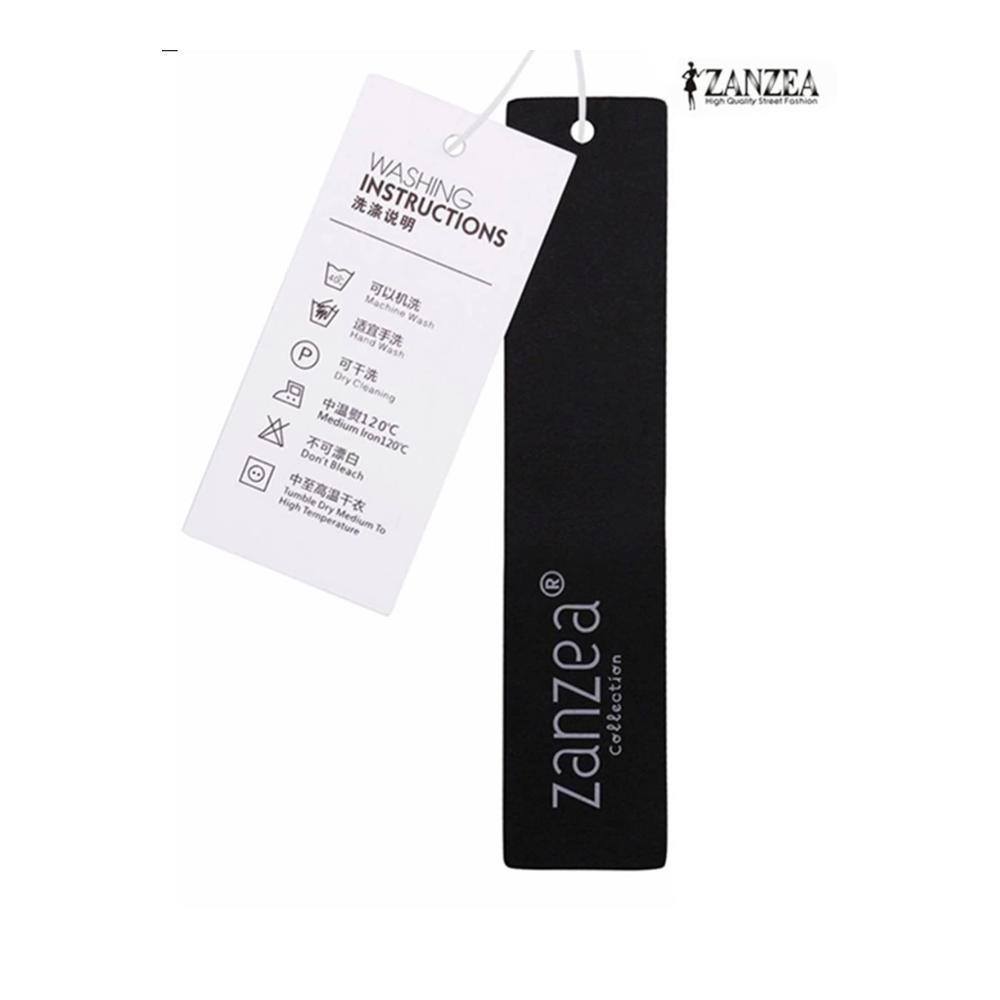 ZANZEA
High Quality Street Fashion
WASHING
INSTRUCTIONS
洗涤说明
40C
可以机洗
Machine Wash
适宜手洗
Hand Wash
P
可干洗
Dry Cleaning
中温熨120℃
Medium Iron120℃
不可漂白
Don't Bleach
中至高温干衣
Tumble Dry Medium To
High Temperature
zanzea®
Collection